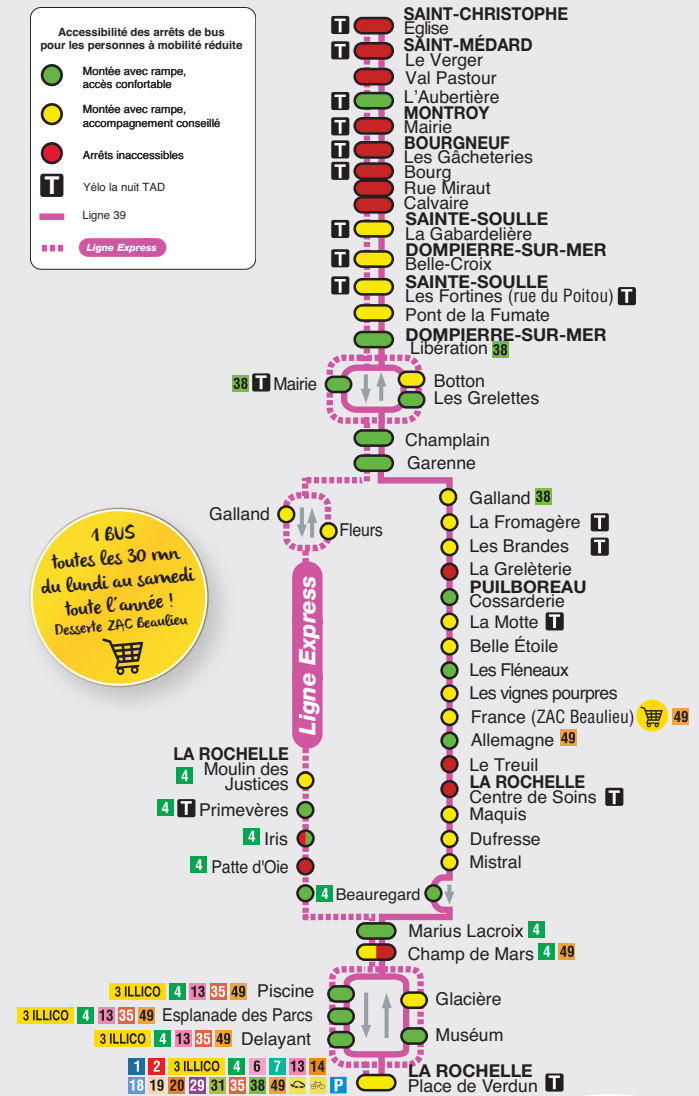 Accessibilité des arrêts de bus
pour les personnes à mobilité réduite
Montée avec rampe,
accès confortable
Montée avec rampe,
accompagnement conseillé
Arrêts inaccessibles
T Yélo la nuit TAD
Ligne 39
Ligne Express
SAINT-CHRISTOPHE
T Église
SAINT-MÉDARD
T Le Verger
Val Pastour
T L'Aubertière
MONTROY
T Mairie
BOURGNEUF
T Les Gâcheteries
T Bourg
Rue Miraut
Calvaire
SAINTE-SOULLE
T La Gabardelière
DOMPIERRE-SUR-MER
T Belle-Croix
SAINTE-SOULLE
T Les Fortines (rue du Poitou) T
Pont de la Fumate
DOMPIERRE-SUR-MER
Libération 38
38 T Mairie
Botton
Les Grelettes
Champlain
Garenne
Galland
Fleurs
1 BUS
toutes les 30 mn
du lundi au samedi
toute l'année !
Desserte ZAC Beaulieu
Ligne Express
LA ROCHELLE
4 Moulin des
Justices
4 T Primevères
4 Iris
4 Patte d'Oie
Galland 38
La Fromagère T
Les Brandes T
La Grelèterie
PUILBOREAU
Cossarderie
La Motte T
Belle Étoile
Les Fléneaux
Les vignes pourpres
France (ZAC Beaulieu) 49
Allemagne 49
Le Treuil
LA ROCHELLE
Centre de Soins T
Maquis
Dufresse
Mistral
4 Beauregard
Marius Lacroix 4
Champ de Mars 4 49
3 ILLICO 4 13 35 49 Piscine
3 ILLICO 4 13 35 49 Esplanade des Parcs
3 ILLICO 4 13 35 49 Delayant
Glacière
Muséum
1 2 3 ILLICO 4 6 7 13 14
18 19 20 29 31 35 38 49 P
LA ROCHELLE
Place de Verdun T